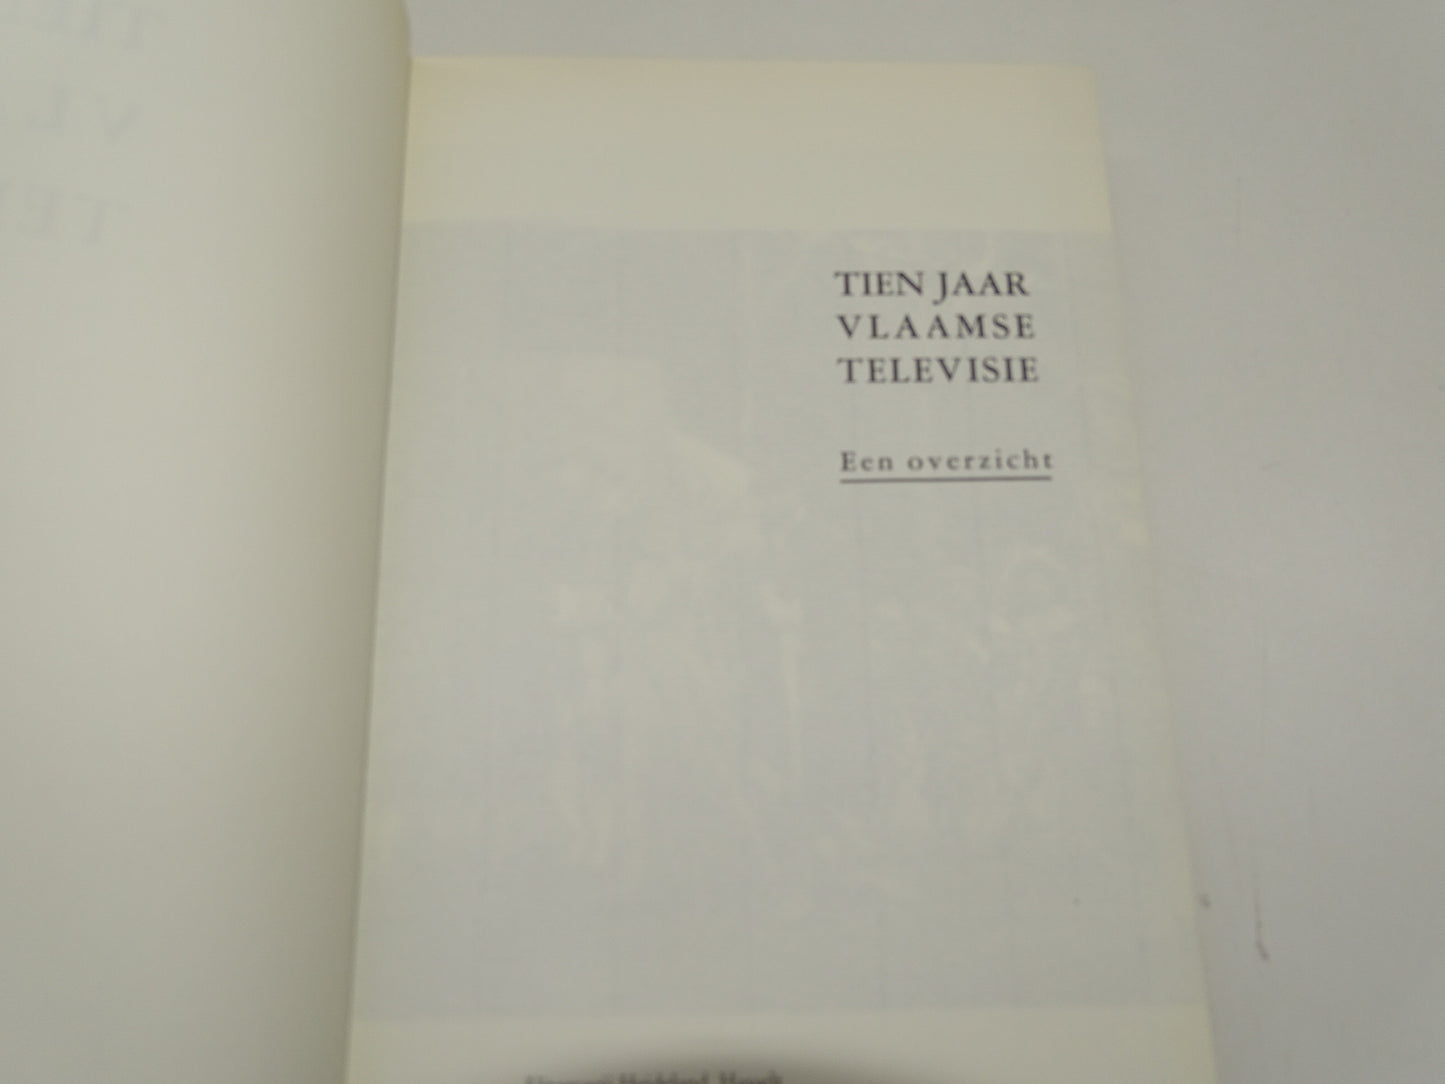 TIEN JAAR
VLAAMSE
TELEVISIE
Een overzicht